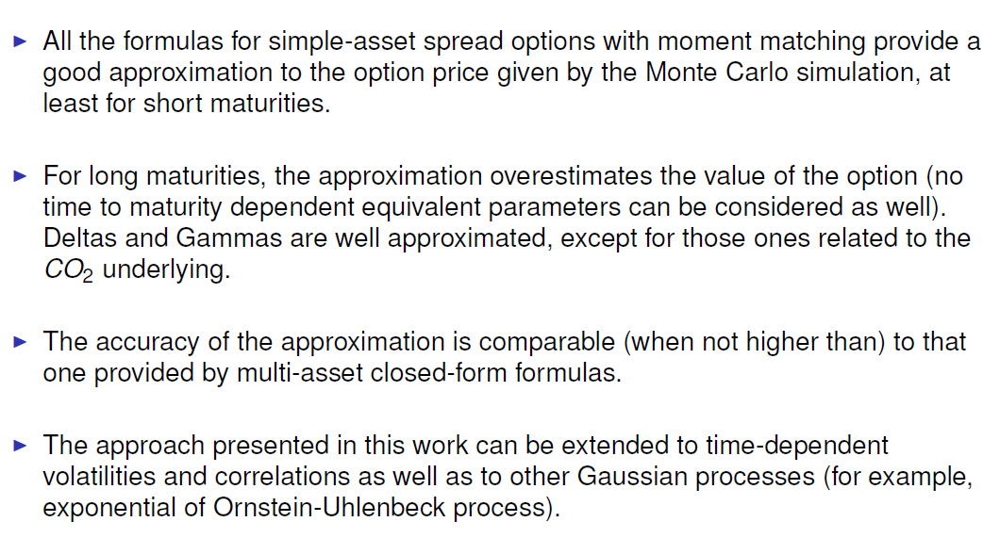 ► All the formulas for simple-asset spread options with moment matching provide a
good approximation to the option price given by the Monte Carlo simulation, at
least for short maturities.
► For long maturities, the approximation overestimates the value of the option (no
time to maturity dependent equivalent parameters can be considered as well).
Deltas and Gammas are well approximated, except for those ones related to the
CO₂ underlying.
► The accuracy of the approximation is comparable (when not higher than) to that
one provided by multi-asset closed-form formulas.
► The approach presented in this work can be extended to time-dependent
volatilities and correlations as well as to other Gaussian processes (for example,
exponential of Ornstein-Uhlenbeck process).